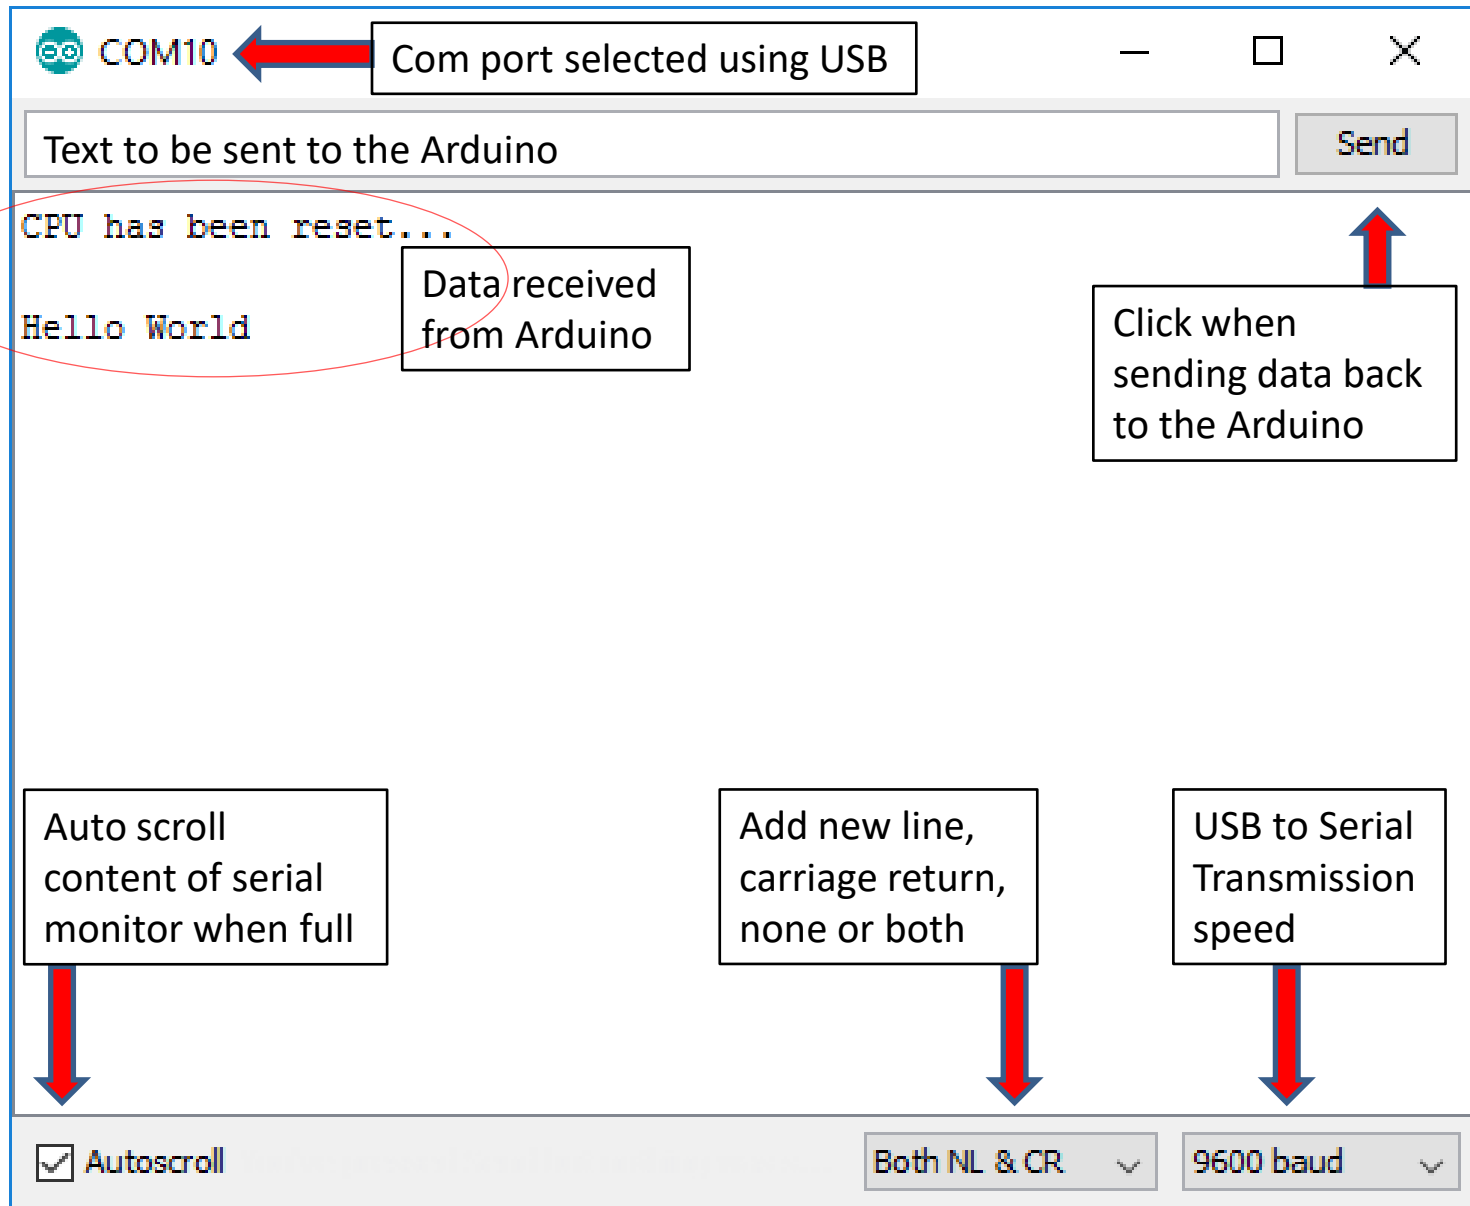 COM10
Com port selected using USB
Text to be sent to the Arduino
Send
CPU has been reset...
Data received
from Arduino
Hello World
Click when
sending data back
to the Arduino
Auto scroll
content of serial
monitor when full
Add new line,
carriage return,
none or both
USB to Serial
Transmission
speed
Autoscroll
Both NL & CR
9600 baud